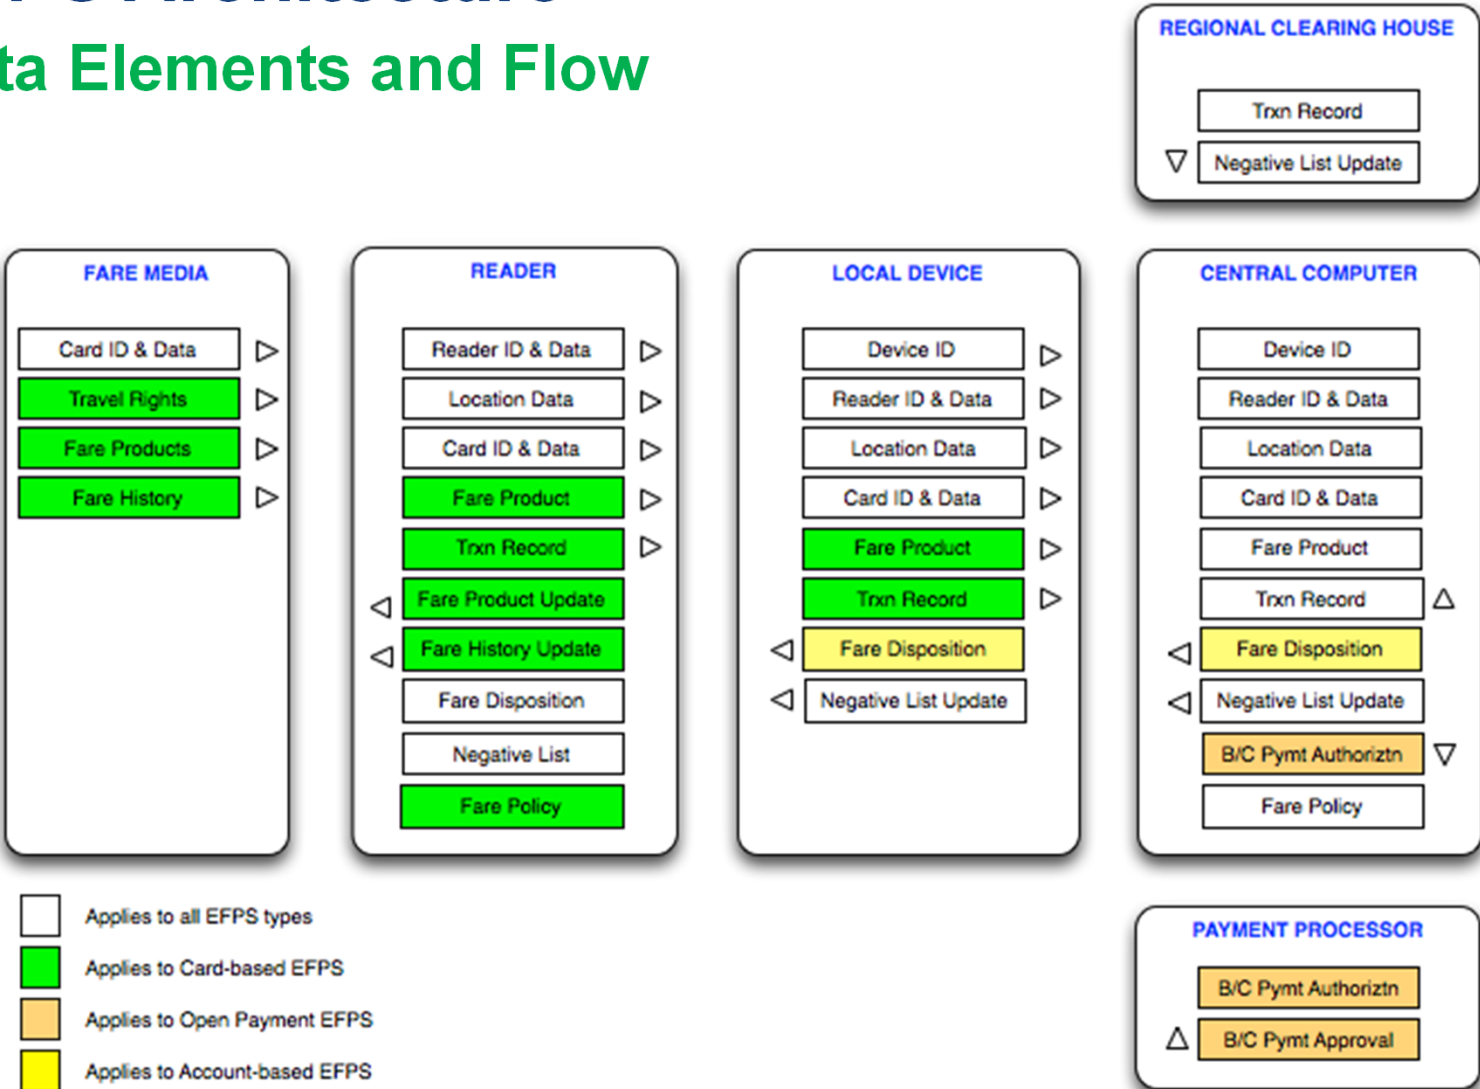 ta Elements and Flow
REGIONAL CLEARING HOUSE
Trxn Record
Negative List Update
FARE MEDIA
Card ID & Data
Travel Rights
Fare Products
Fare History
READER
Reader ID & Data
Location Data
Card ID & Data
Fare Product
Trxn Record
Fare Product Update
Fare History Update
Fare Disposition
Negative List
Fare Policy
LOCAL DEVICE
Device ID
Reader ID & Data
Location Data
Card ID & Data
Fare Product
Trxn Record
Fare Disposition
Negative List Update
CENTRAL COMPUTER
Device ID
Reader ID & Data
Location Data
Card ID & Data
Fare Product
Trxn Record
Fare Disposition
Negative List Update
B/C Pymt Authoriztn
Fare Policy
Applies to all EFPS types
Applies to Card-based EFPS
Applies to Open Payment EFPS
Applies to Account-based EFPS
PAYMENT PROCESSOR
B/C Pymt Authoriztn
B/C Pymt Approval